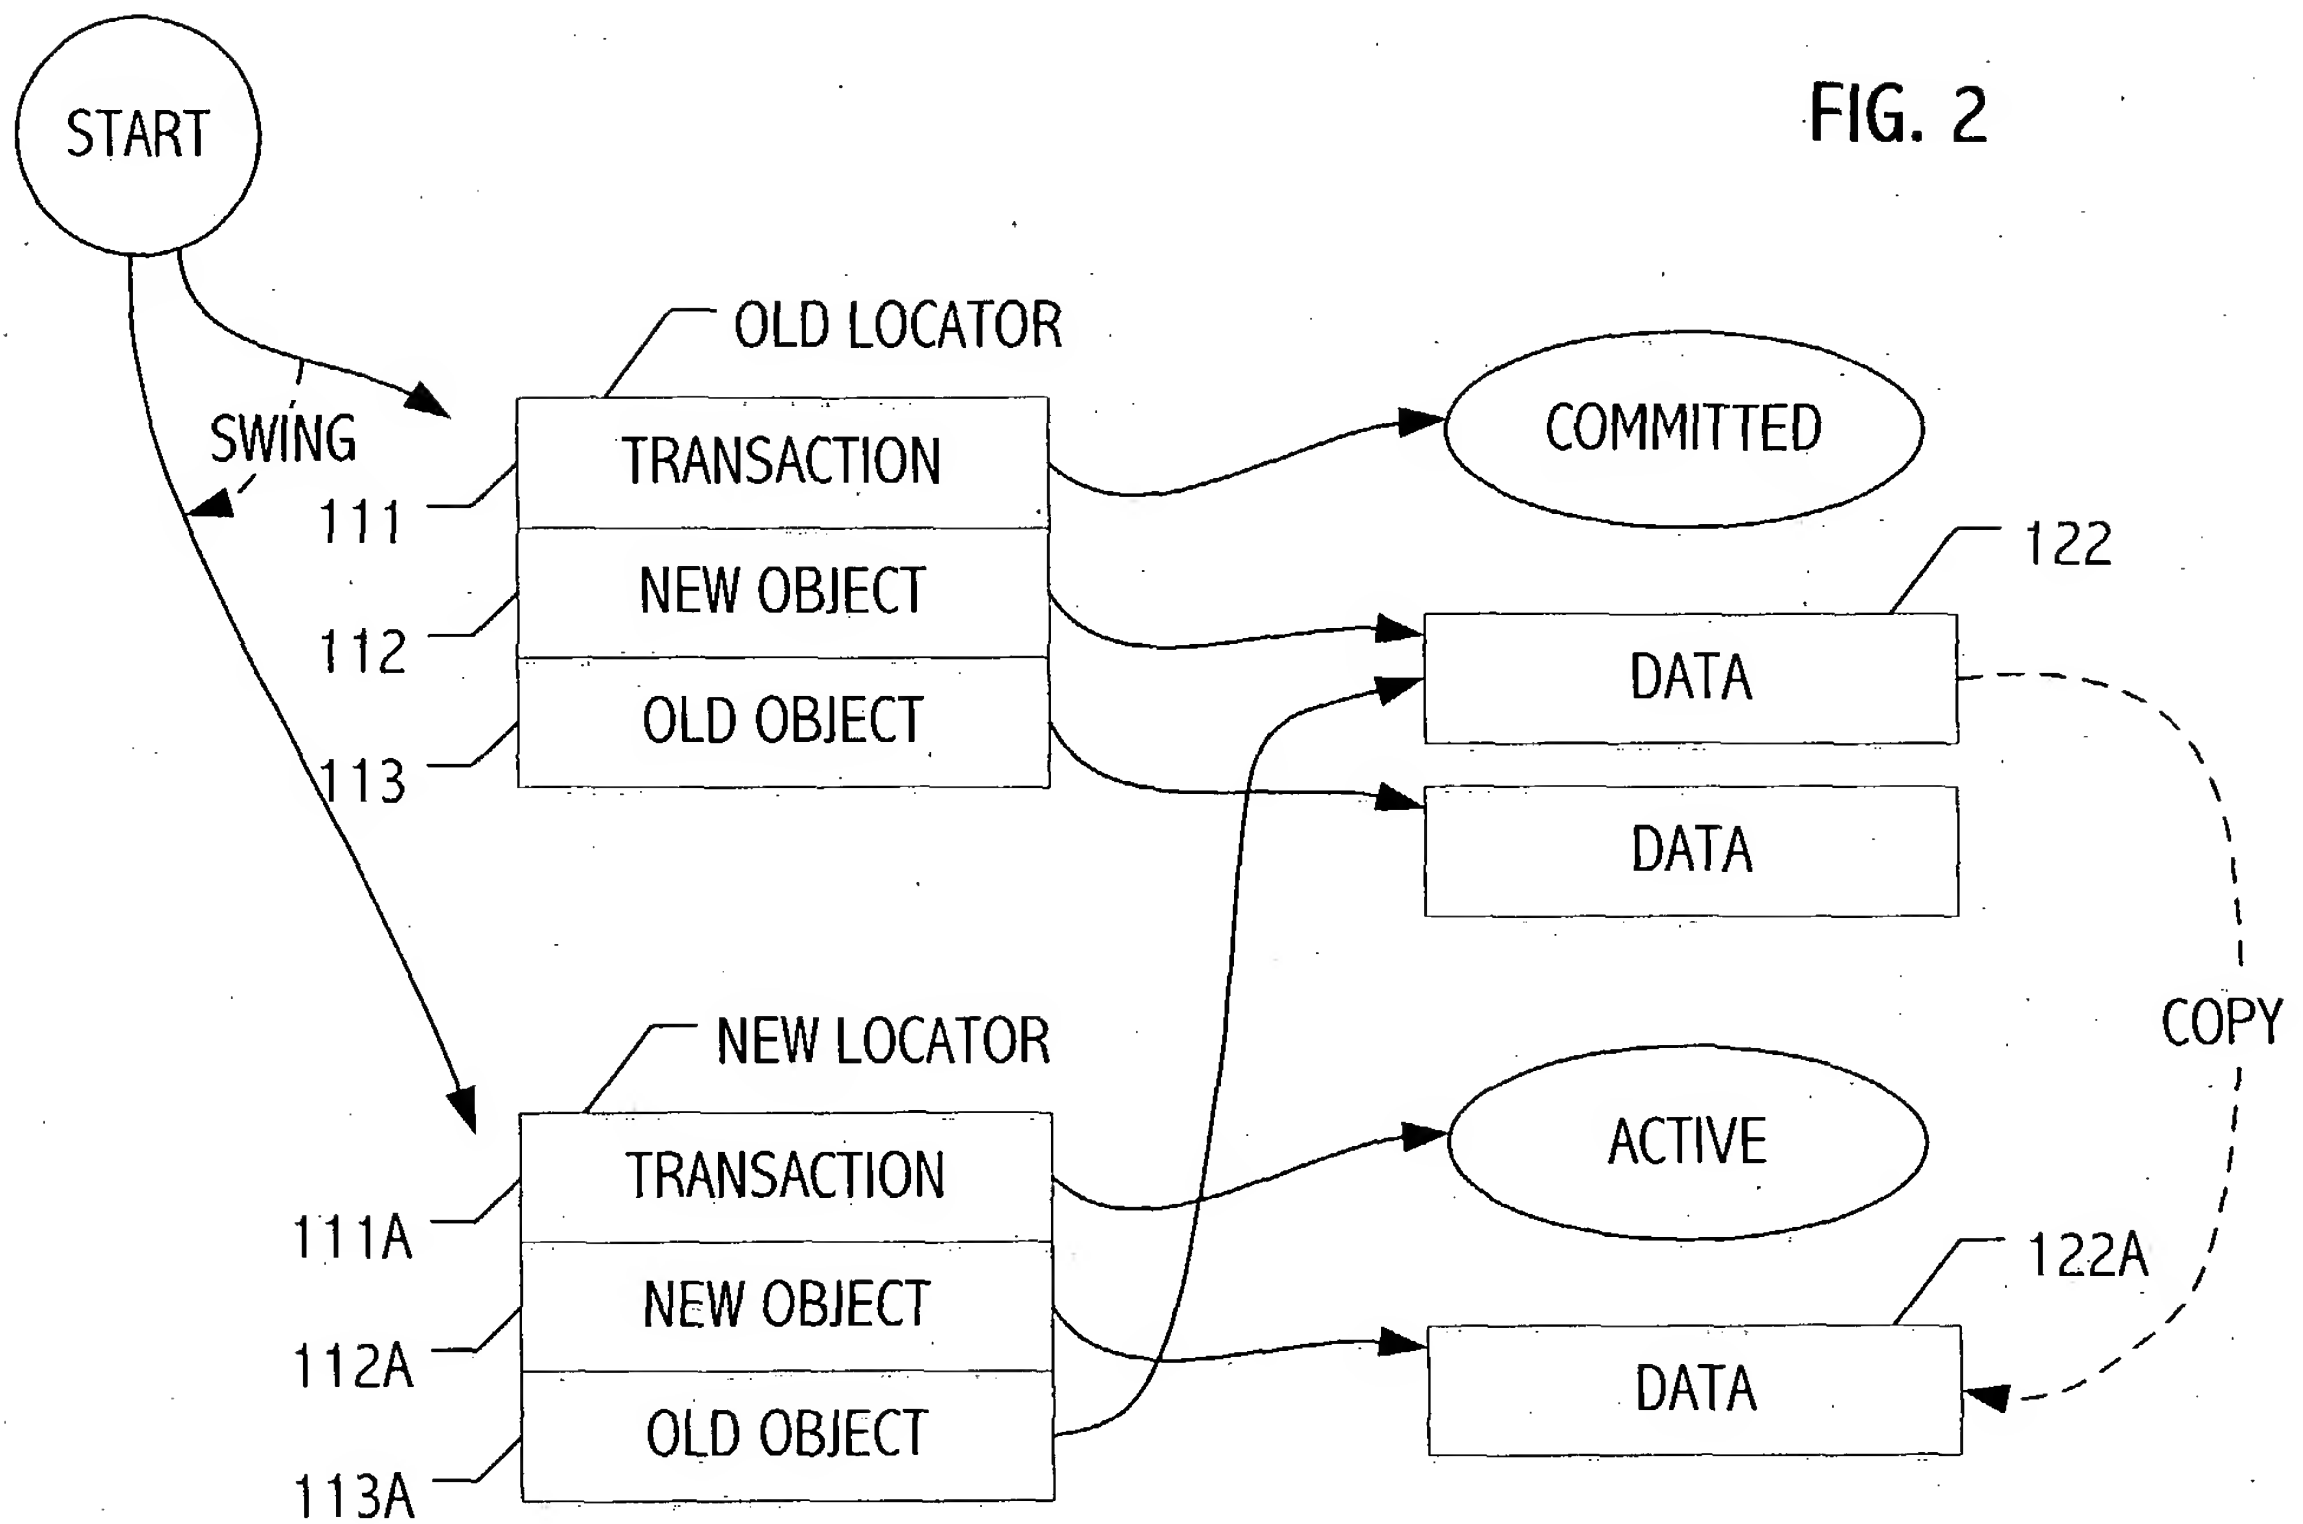 START
FIG. 2
OLD LOCATOR
SWING
TRANSACTION
COMMITTED
111
122
NEW OBJECT
112
DATA
OLD OBJECT
113
DATA
COPY
NEW LOCATOR
ACTIVE
TRANSACTION
111A
122A
NEW OBJECT
112A
DATA
OLD OBJECT
113A